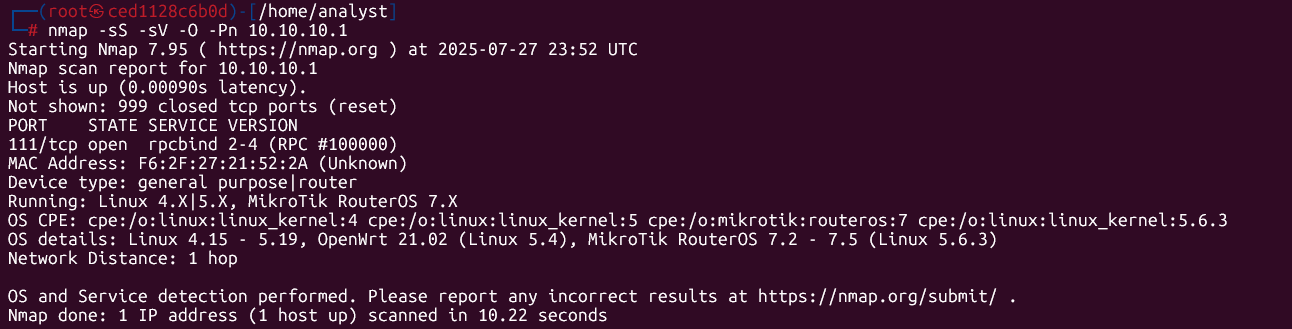 ┌──(root㉿ced1128c6b0d)-[/home/analyst]
└─# nmap -sS -sV -O -Pn 10.10.10.1
Starting Nmap 7.95 ( https://nmap.org ) at 2025-07-27 23:52 UTC
Nmap scan report for 10.10.10.1
Host is up (0.00090s latency).
Not shown: 999 closed tcp ports (reset)
PORT    STATE SERVICE VERSION
111/tcp open  rpcbind 2-4 (RPC #100000)
MAC Address: F6:2F:27:21:52:2A (Unknown)
Device type: general purpose|router
Running: Linux 4.X|5.X, MikroTik RouterOS 7.X
OS CPE: cpe:/o:linux:linux_kernel:4 cpe:/o:linux:linux_kernel:5 cpe:/o:mikrotik:routeros:7 cpe:/o:linux:linux_kernel:5.6.3
OS details: Linux 4.15 - 5.19, OpenWrt 21.02 (Linux 5.4), MikroTik RouterOS 7.2 - 7.5 (Linux 5.6.3)
Network Distance: 1 hop

OS and Service detection performed. Please report any incorrect results at https://nmap.org/submit/ .
Nmap done: 1 IP address (1 host up) scanned in 10.22 seconds